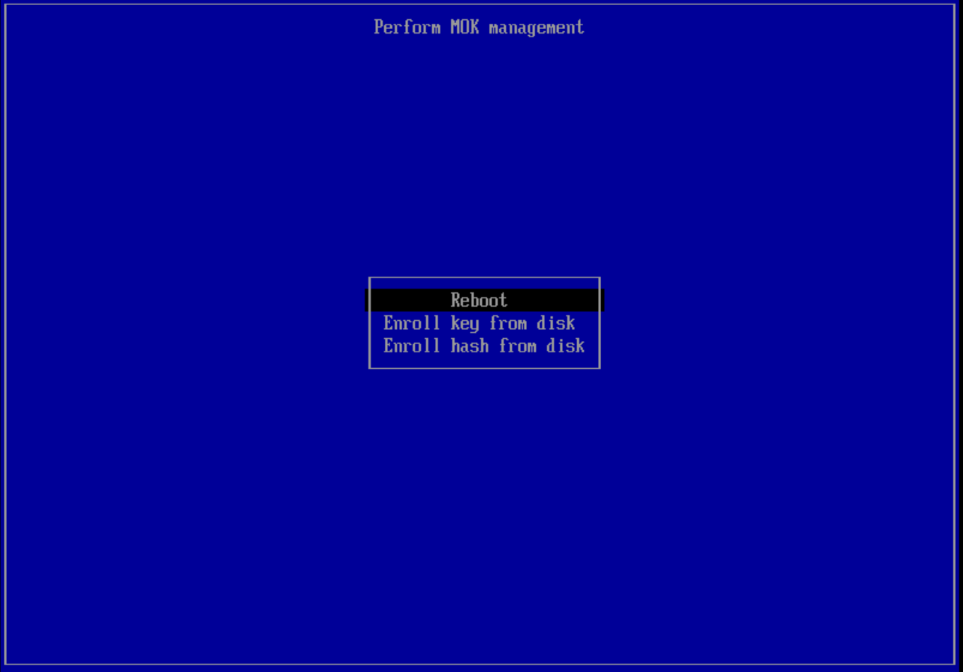 Perform MOK management
Reboot
Enroll key from disk
Enroll hash from disk